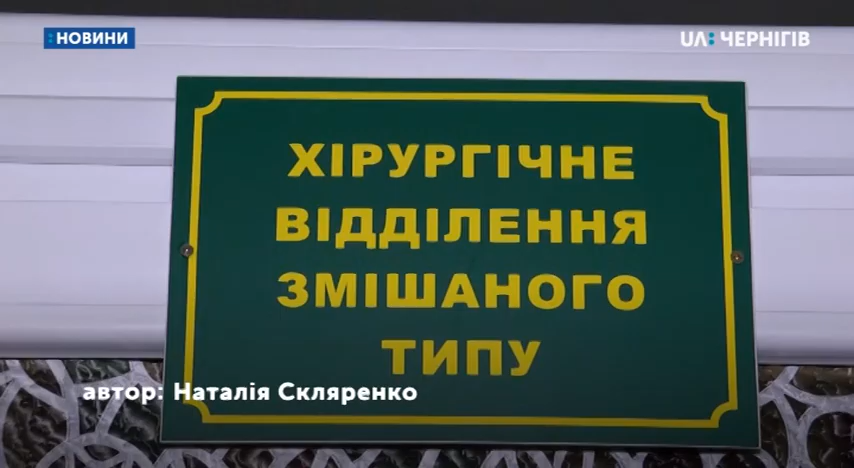 НОВИНИ
UA: ЧЕРНІГІВ
ХІРУРГІЧНЕ
ВІДДІЛЕННЯ
ЗМІШАНОГО
ТИПУ
автор: Наталія Скляренко